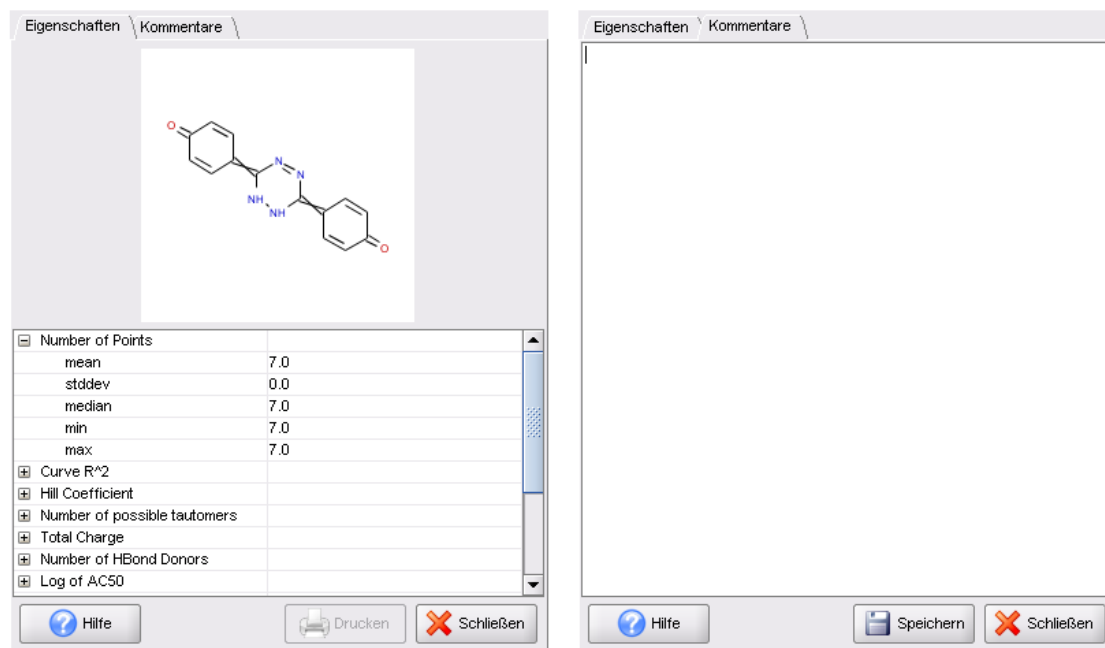 Eigenschaften Kommentare
O
N
N
NH
NH
O
Number of Points
mean 7.0
stddev 0.0
median 7.0
min 7.0
max 7.0
Curve R^2
Hill Coefficient
Number of possible tautomers
Total Charge
Number of HBond Donors
Log of AC50
Hilfe Drucken Schließen
Eigenschaften Kommentare
Hilfe Speichern Schließen